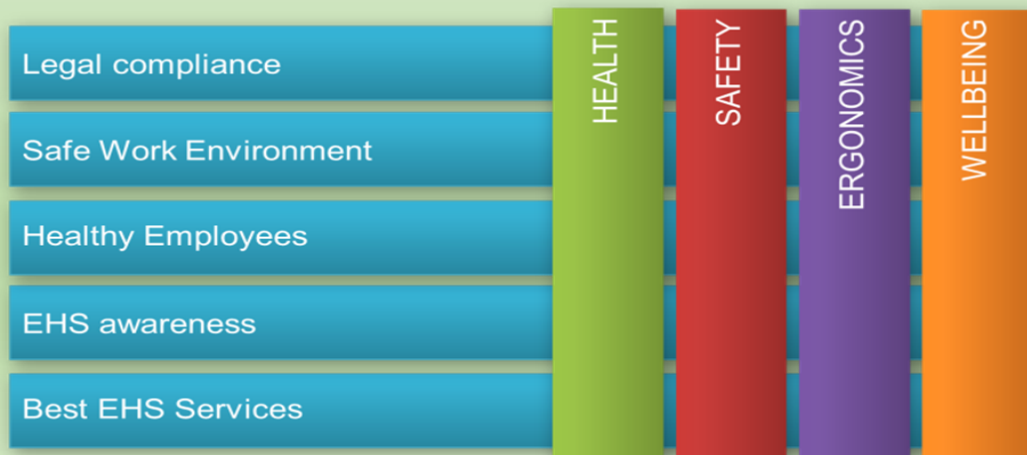 Legal compliance
Safe Work Environment
Healthy Employees
EHS awareness
Best EHS Services
HEALTH
SAFETY
ERGONOMICS
WELLBEING